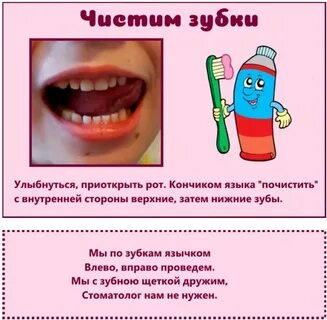 Чистим зубки
Улыбнуться, приоткрыть рот. Кончиком языка "почистить"
с внутренней стороны верхние, затем нижние зубы.
Мы по зубкам язычком
Влево, вправо проведем.
Мы с зубною щеткой дружим,
Стоматолог нам не нужен.